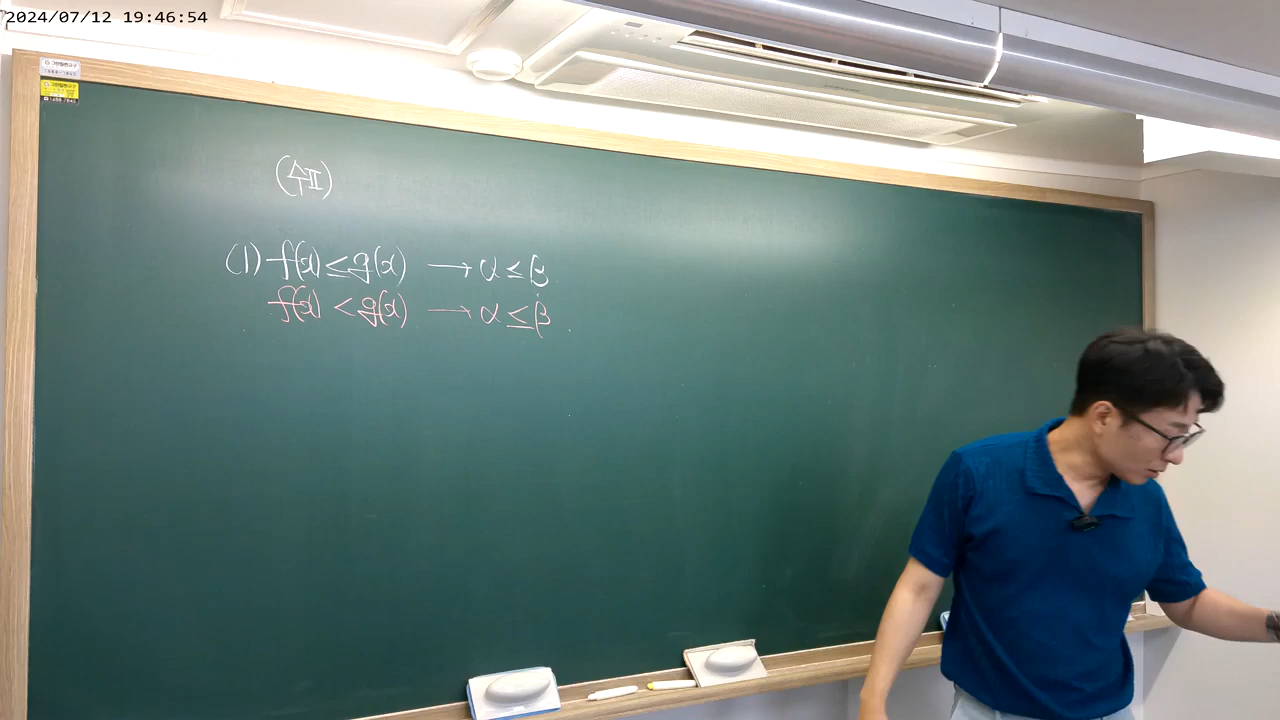 2024/07/12 19:46:54
(수Ⅱ)
(1) f(x) ≤ g(x) → α ≤ β
f(x) < g(x) → α ≤ β